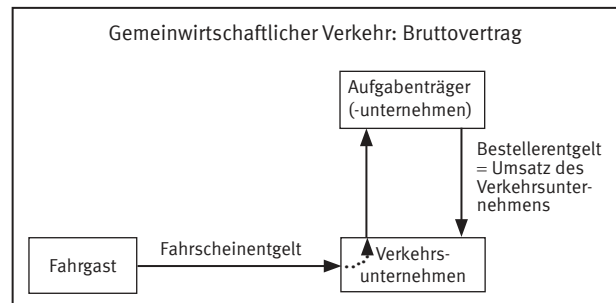 Gemeinwirtschaftlicher Verkehr: Bruttovertrag
Aufgabenträger
(-unternehmen)
Bestellerentgelt
= Umsatz des
Verkehrsunter-
nehmens
Fahrscheinentgelt
Fahrgast
Verkehrs-
unternehmen